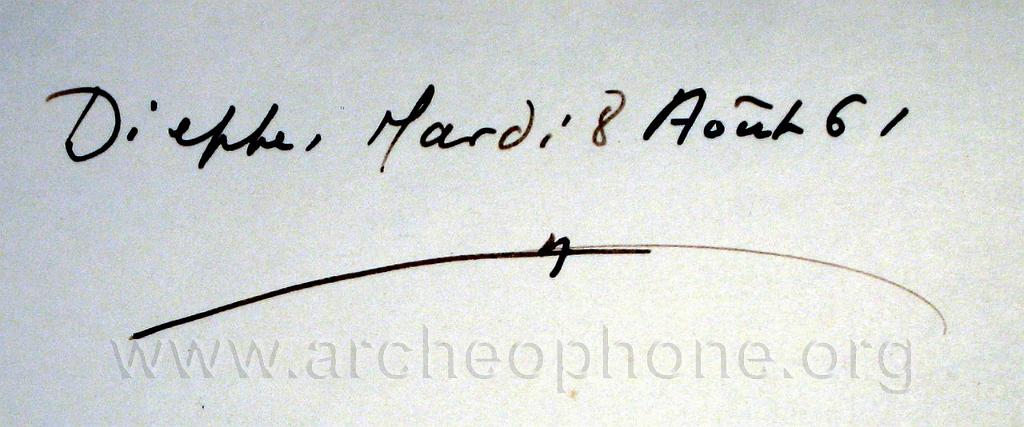 Dieppe, Mardi 8 Août 61
www.archeophone.org